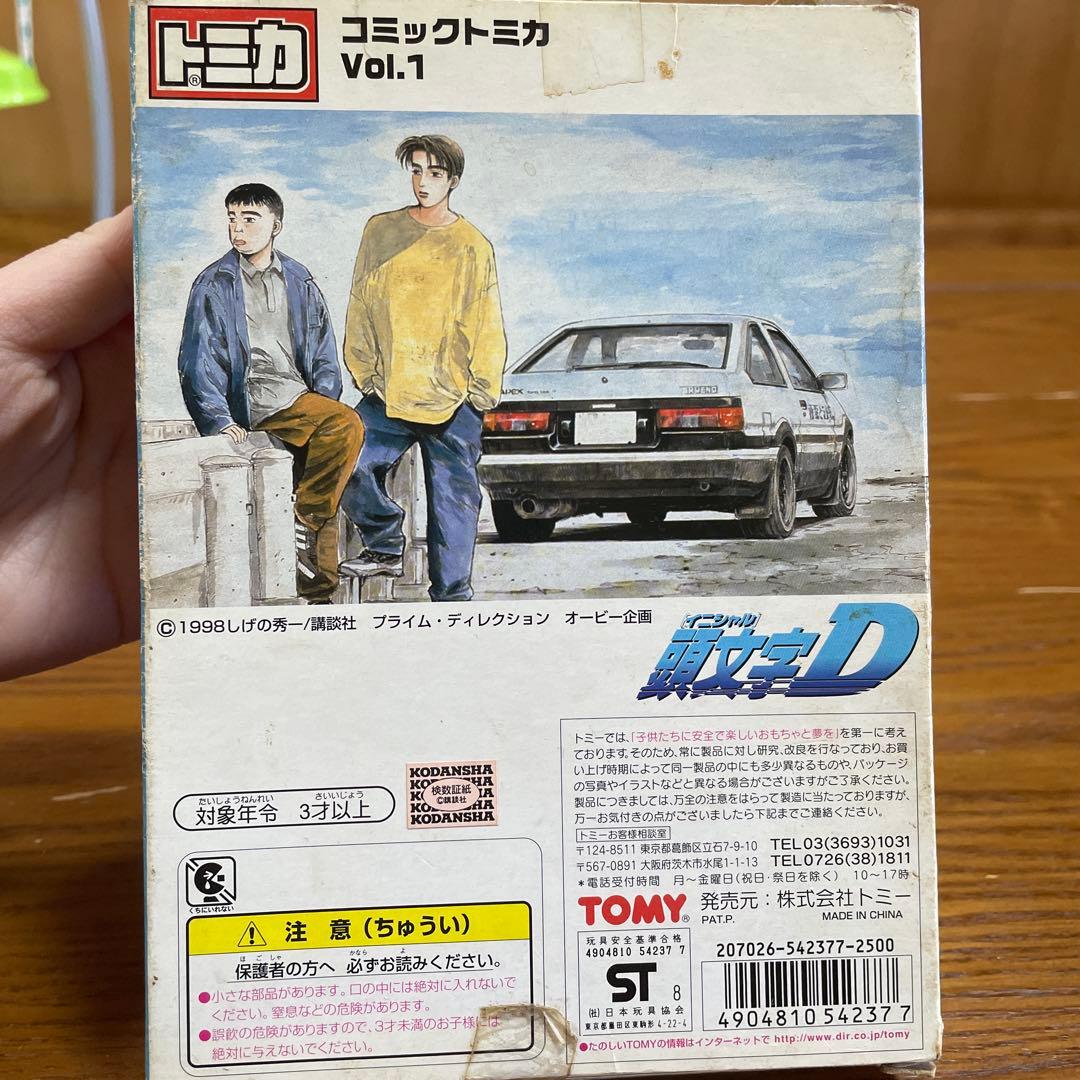 トミカ®
コミックトミカ
Vol.1
APEX
TRUENO
©1998しげの秀一/講談社 プライム・ディレクション オービー企画
イニシャル
頭文字D
トミーでは、「子供たちに安全で楽しいおもちゃと夢を」を第一に考え
ております。そのため、常に製品に対し研究、改良を行なっており、お買
い上げ時期によって同一製品の中にも多少異なるものや、パッケージ
の写真やイラストなどと異なる場合がございますがご了承ください。
製品につきましては、万全の注意をはらって製造に当たっておりますが、
万一お気付きの点がございましたら下記までご連絡ください。
トミーお客様相談室
〒124-8511 東京都葛飾区立石7-9-10 TEL03(3693)1031
〒567-0891 大阪府茨木市水尾1-1-13 TEL0726(38)1811
*電話受付時間 月〜金曜日(祝日・祭日を除く) 10〜17時
TOMY® 発売元:株式会社トミー
PAT.P. MADE IN CHINA
たいしょうねんれい さいいじょう
対象年令 3才以上
KODANSHA
検数証紙
©講談社
KODANSHA
くちにいれない
注意(ちゅうい)
ほごしゃ かなら よ
保護者の方へ 必ずお読みください。
●小さな部品があります。口の中には絶対に入れないで
ください。窒息などの危険があります。
●誤飲の危険がありますので、3才未満のお子様には
絶対に与えないでください。
玩具安全基準合格
4904810 54237 7
ST 8
(社)日本玩具協会
東京都墨田区東駒形4-22-4
207026-542377-2500
4904810 542377
●たのしいTOMYの情報はインターネットで http://www.dir.co.jp/tomy